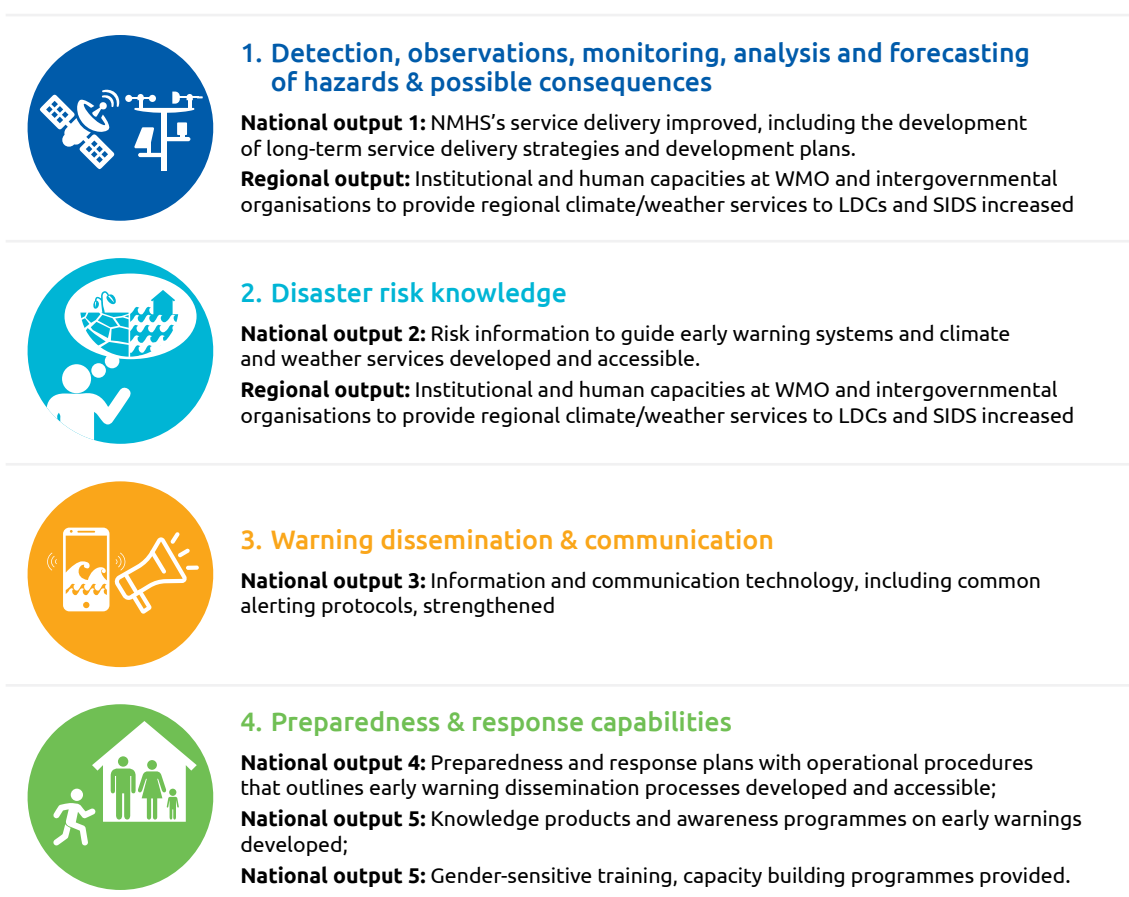 1. Detection, observations, monitoring, analysis and forecasting
of hazards & possible consequences
National output 1: NMHS’s service delivery improved, including the development
of long-term service delivery strategies and development plans.
Regional output: Institutional and human capacities at WMO and intergovernmental
organisations to provide regional climate/weather services to LDCs and SIDS increased
2. Disaster risk knowledge
National output 2: Risk information to guide early warning systems and climate
and weather services developed and accessible.
Regional output: Institutional and human capacities at WMO and intergovernmental
organisations to provide regional climate/weather services to LDCs and SIDS increased
3. Warning dissemination & communication
National output 3: Information and communication technology, including common
alerting protocols, strengthened
4. Preparedness & response capabilities
National output 4: Preparedness and response plans with operational procedures
that outlines early warning dissemination processes developed and accessible;
National output 5: Knowledge products and awareness programmes on early warnings
developed;
National output 5: Gender-sensitive training, capacity building programmes provided.